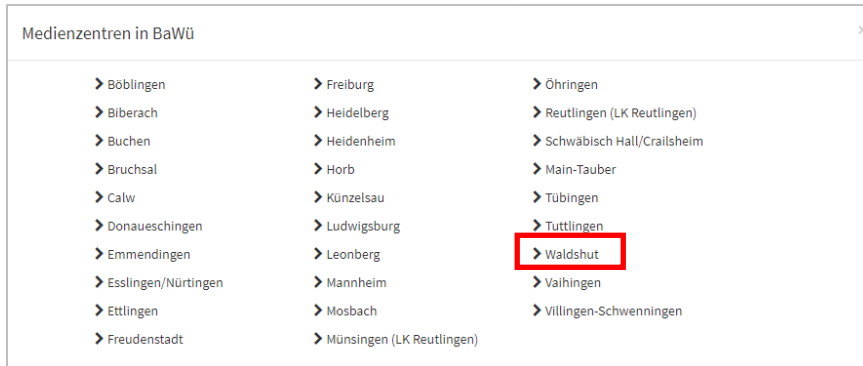 Medienzentren in BaWü
Böblingen
Biberach
Buchen
Bruchsal
Calw
Donaueschingen
Emmendingen
Esslingen/Nürtingen
Ettlingen
Freudenstadt
Freiburg
Heidelberg
Heidenheim
Horb
Künzelsau
Ludwigsburg
Leonberg
Mannheim
Mosbach
Münsingen (LK Reutlingen)
Öhringen
Reutlingen (LK Reutlingen)
Schwäbisch Hall/Crailsheim
Main-Tauber
Tübingen
Tuttlingen
Waldshut
Vaihingen
Villingen-Schwenningen